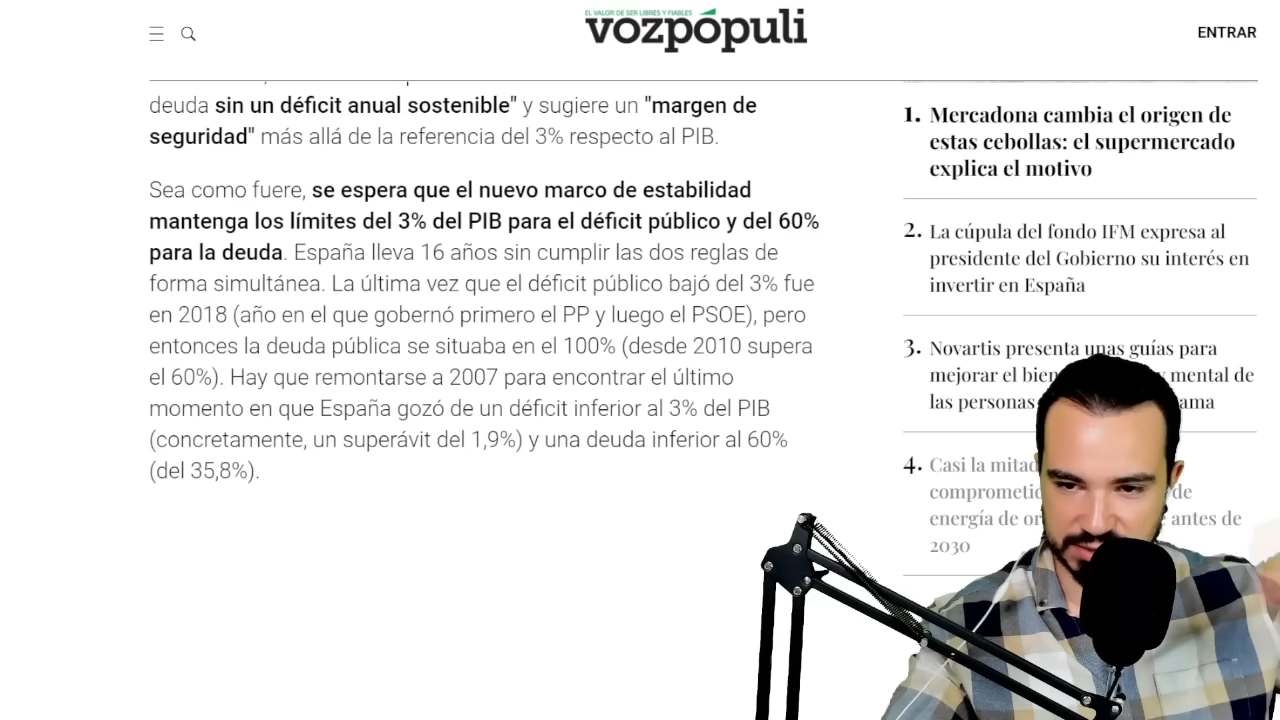 EL VALOR DE SER LIBRES Y FIABLES
vozpópuli
ENTRAR
deuda sin un déficit anual sostenible" y sugiere un "margen de
seguridad" más allá de la referencia del 3% respecto al PIB.
Sea como fuere, se espera que el nuevo marco de estabilidad
mantenga los límites del 3% del PIB para el déficit público y del 60%
para la deuda. España lleva 16 años sin cumplir las dos reglas de
forma simultánea. La última vez que el déficit público bajó del 3% fue
en 2018 (año en el que gobernó primero el PP y luego el PSOE), pero
entonces la deuda pública se situaba en el 100% (desde 2010 supera
el 60%). Hay que remontarse a 2007 para encontrar el último
momento en que España gozó de un déficit inferior al 3% del PIB
(concretamente, un superávit del 1,9%) y una deuda inferior al 60%
(del 35,8%).
1. Mercadona cambia el origen de
estas cebollas: el supermercado
explica el motivo
2. La cúpula del fondo IFM expresa al
presidente del Gobierno su interés en
invertir en España
3. Novartis presenta unas guías para
mejorar el y mental de
las personas
4. Casi la
de
energía de antes de
2030